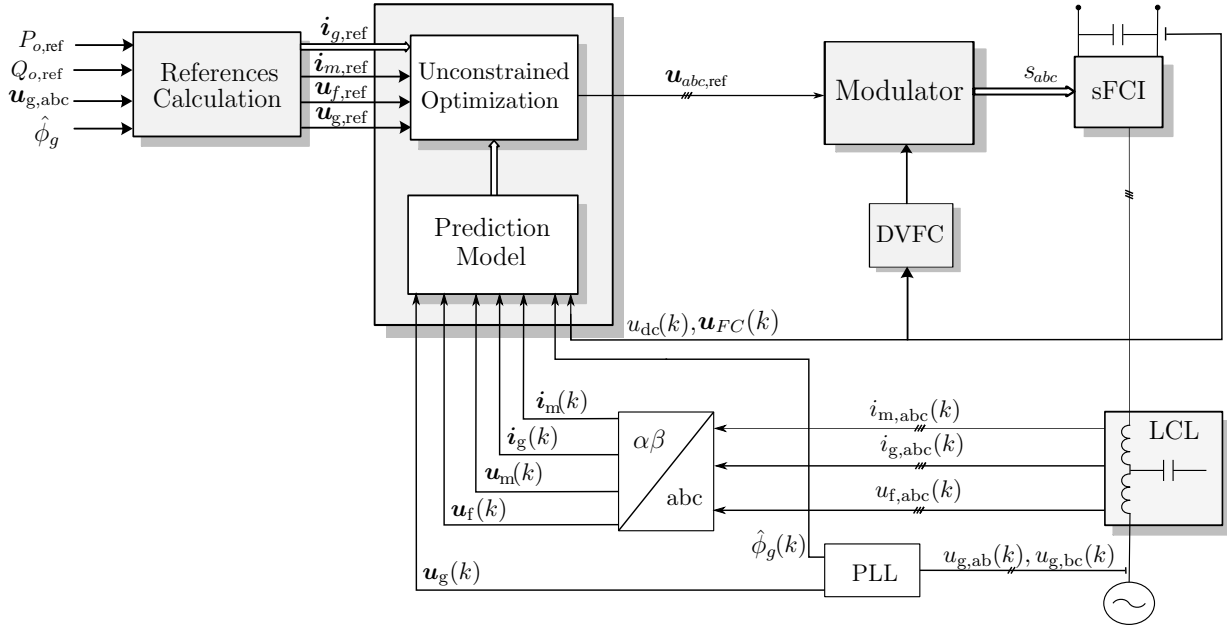 P_{o,ref}
Q_{o,ref}
u_{g,abc}
\hat{ϕ}_g
References
Calculation
i_{g,ref}
i_{m,ref}
u_{f,ref}
u_{g,ref}
Unconstrained
Optimization
Prediction
Model
u_{abc,ref}
Modulator
s_{abc}
sFCI
DVFC
u_{dc}(k), u_{FC}(k)
i_m(k)
i_g(k)
u_m(k)
u_f(k)
αβ
abc
i_{m,abc}(k)
i_{g,abc}(k)
u_{f,abc}(k)
LCL
\hat{ϕ}_g(k)
u_g(k)
PLL
u_{g,ab}(k), u_{g,bc}(k)